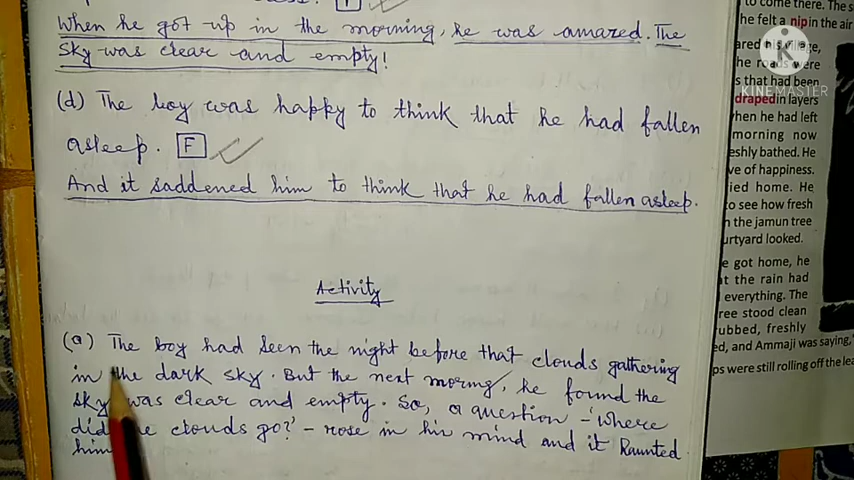 When he got up in the morning, he was amazed. The
sky was clear and empty!
(d) The boy was happy to think that he had fallen
asleep. F
And it saddened him to think that he had fallen asleep.
Activity
(a) The boy had seen the night before that clouds gathering
in the dark sky. But the next morning, he found the
sky was clear and empty. So, a question - 'where
did the clouds go?' - rose in his mind and it haunted
him
to come there. The s
he felt a nip in the air
ared his village,
he roads were
s that had been
draped in layers
hen he had left
morning now
eshly bathed. He
ve of happiness.
ied home. He
to see how fresh
n the jamun tree
urtyard looked.
e got home, he
t the rain had
everything. The
ree stood clean
ubbed, freshly
ed, and Ammaji was saying, '
ps were still rolling off the lea
KINEMASTER